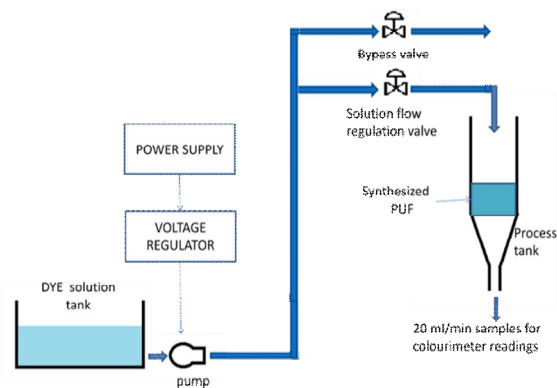 Bypass valve
Solution flow
regulation valve
POWER SUPPLY
Synthesized
PUF
VOLTAGE
REGULATOR
Process
tank
DYE solution
tank
20 ml/min samples for
colourimeter readings
pump